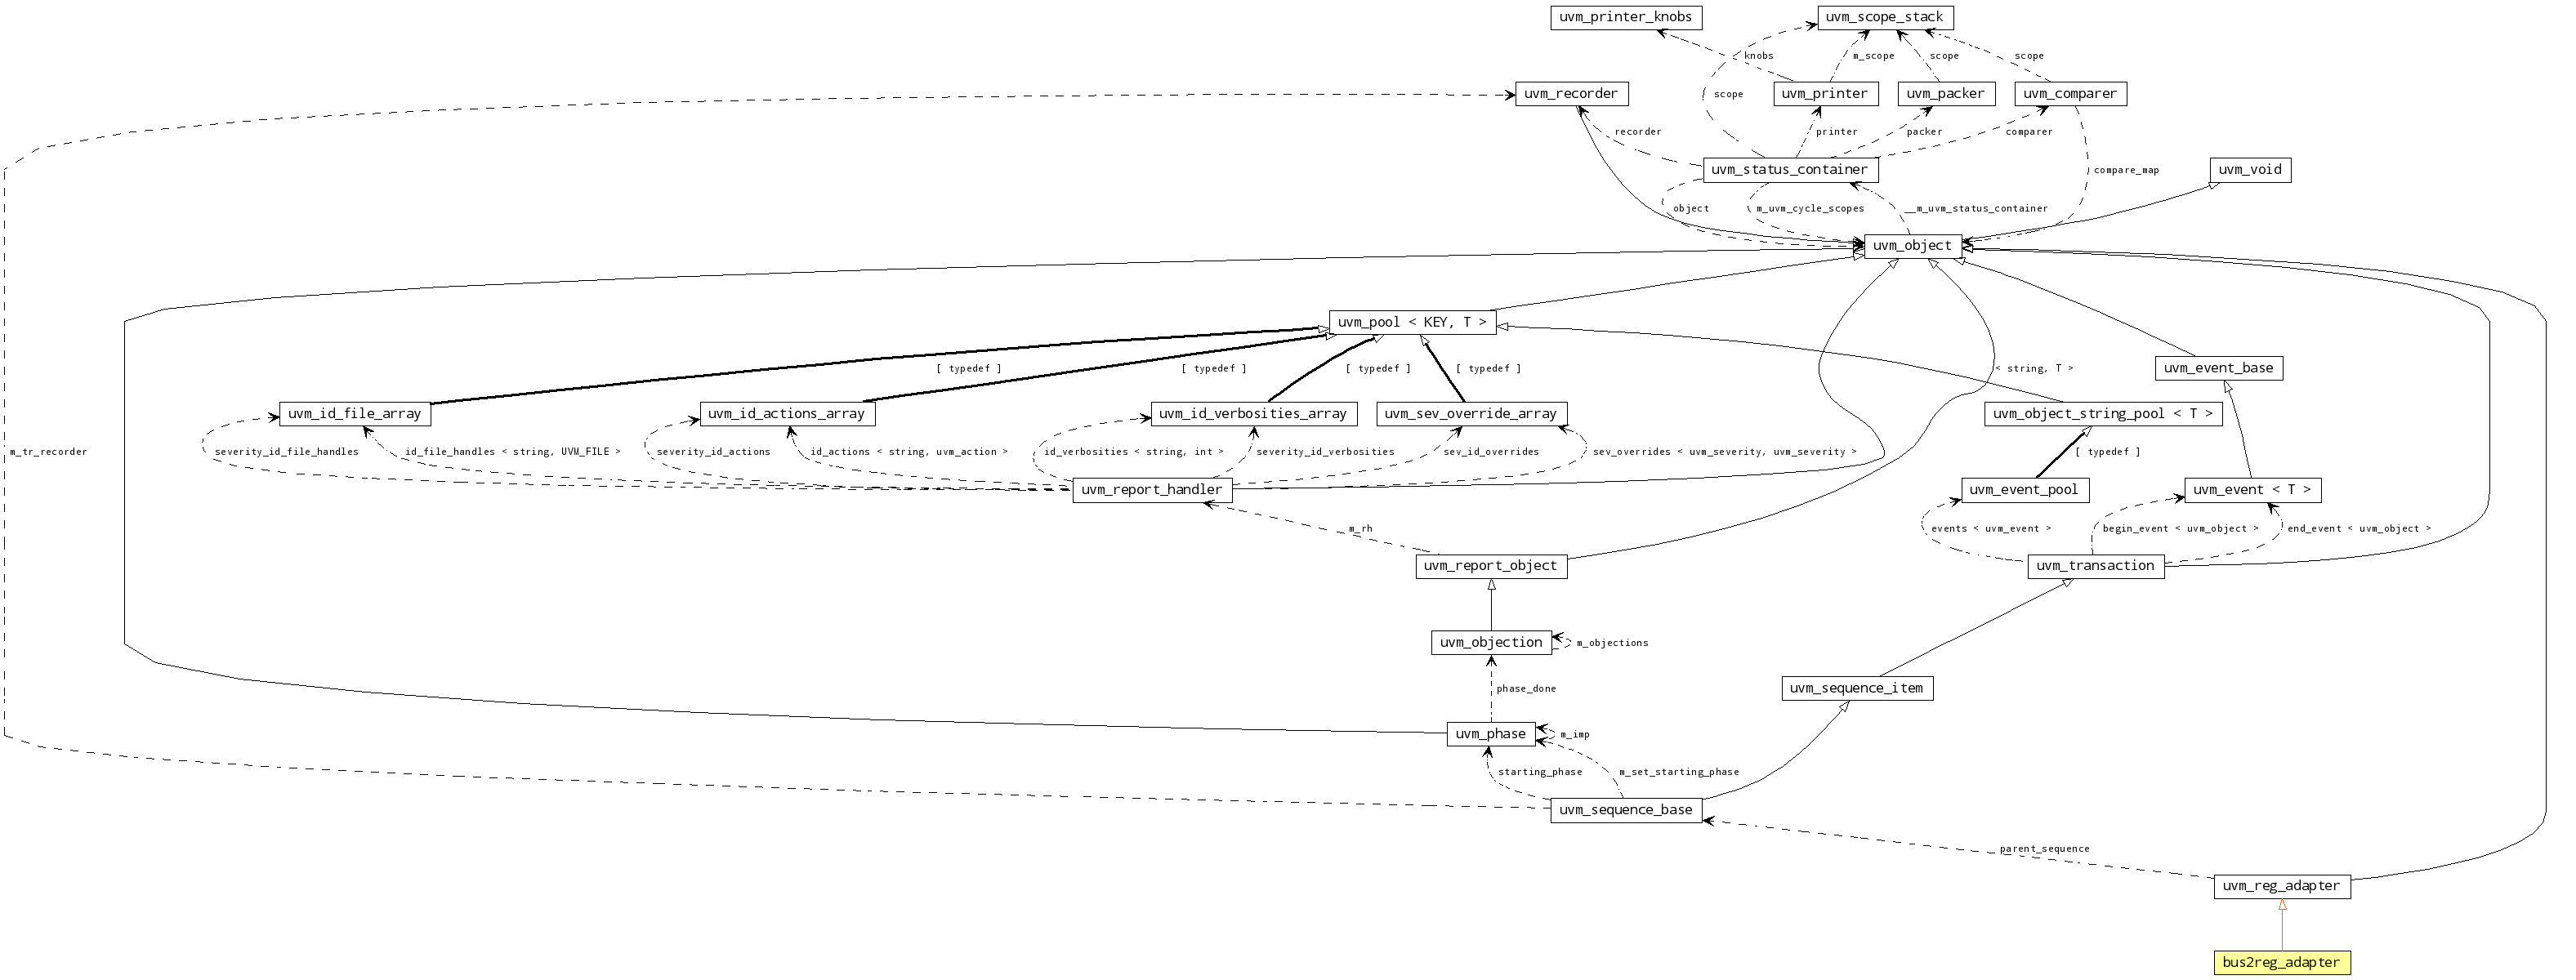 uvm_printer_knobs
uvm_scope_stack
knobs
m_scope
scope
scope
uvm_recorder
scope
uvm_printer
uvm_packer
uvm_comparer
recorder
printer
packer
comparer
uvm_status_container
compare_map
uvm_void
object
m_uvm_cycle_scopes
__m_uvm_status_container
uvm_object
uvm_pool < KEY, T >
[ typedef ]
[ typedef ]
[ typedef ]
[ typedef ]
< string, T >
uvm_event_base
uvm_id_file_array
uvm_id_actions_array
uvm_id_verbosities_array
uvm_sev_override_array
uvm_object_string_pool < T >
m_tr_recorder
severity_id_file_handles
id_file_handles < string, UVM_FILE >
severity_id_actions
id_actions < string, uvm_action >
id_verbosities < string, int >
severity_id_verbosities
sev_id_overrides
sev_overrides < uvm_severity, uvm_severity >
[ typedef ]
uvm_report_handler
uvm_event_pool
uvm_event < T >
m_rh
events < uvm_event >
begin_event < uvm_object >
end_event < uvm_object >
uvm_report_object
uvm_transaction
uvm_objection
m_objections
phase_done
uvm_sequence_item
uvm_phase
m_imp
starting_phase
m_set_starting_phase
uvm_sequence_base
parent_sequence
uvm_reg_adapter
bus2reg_adapter